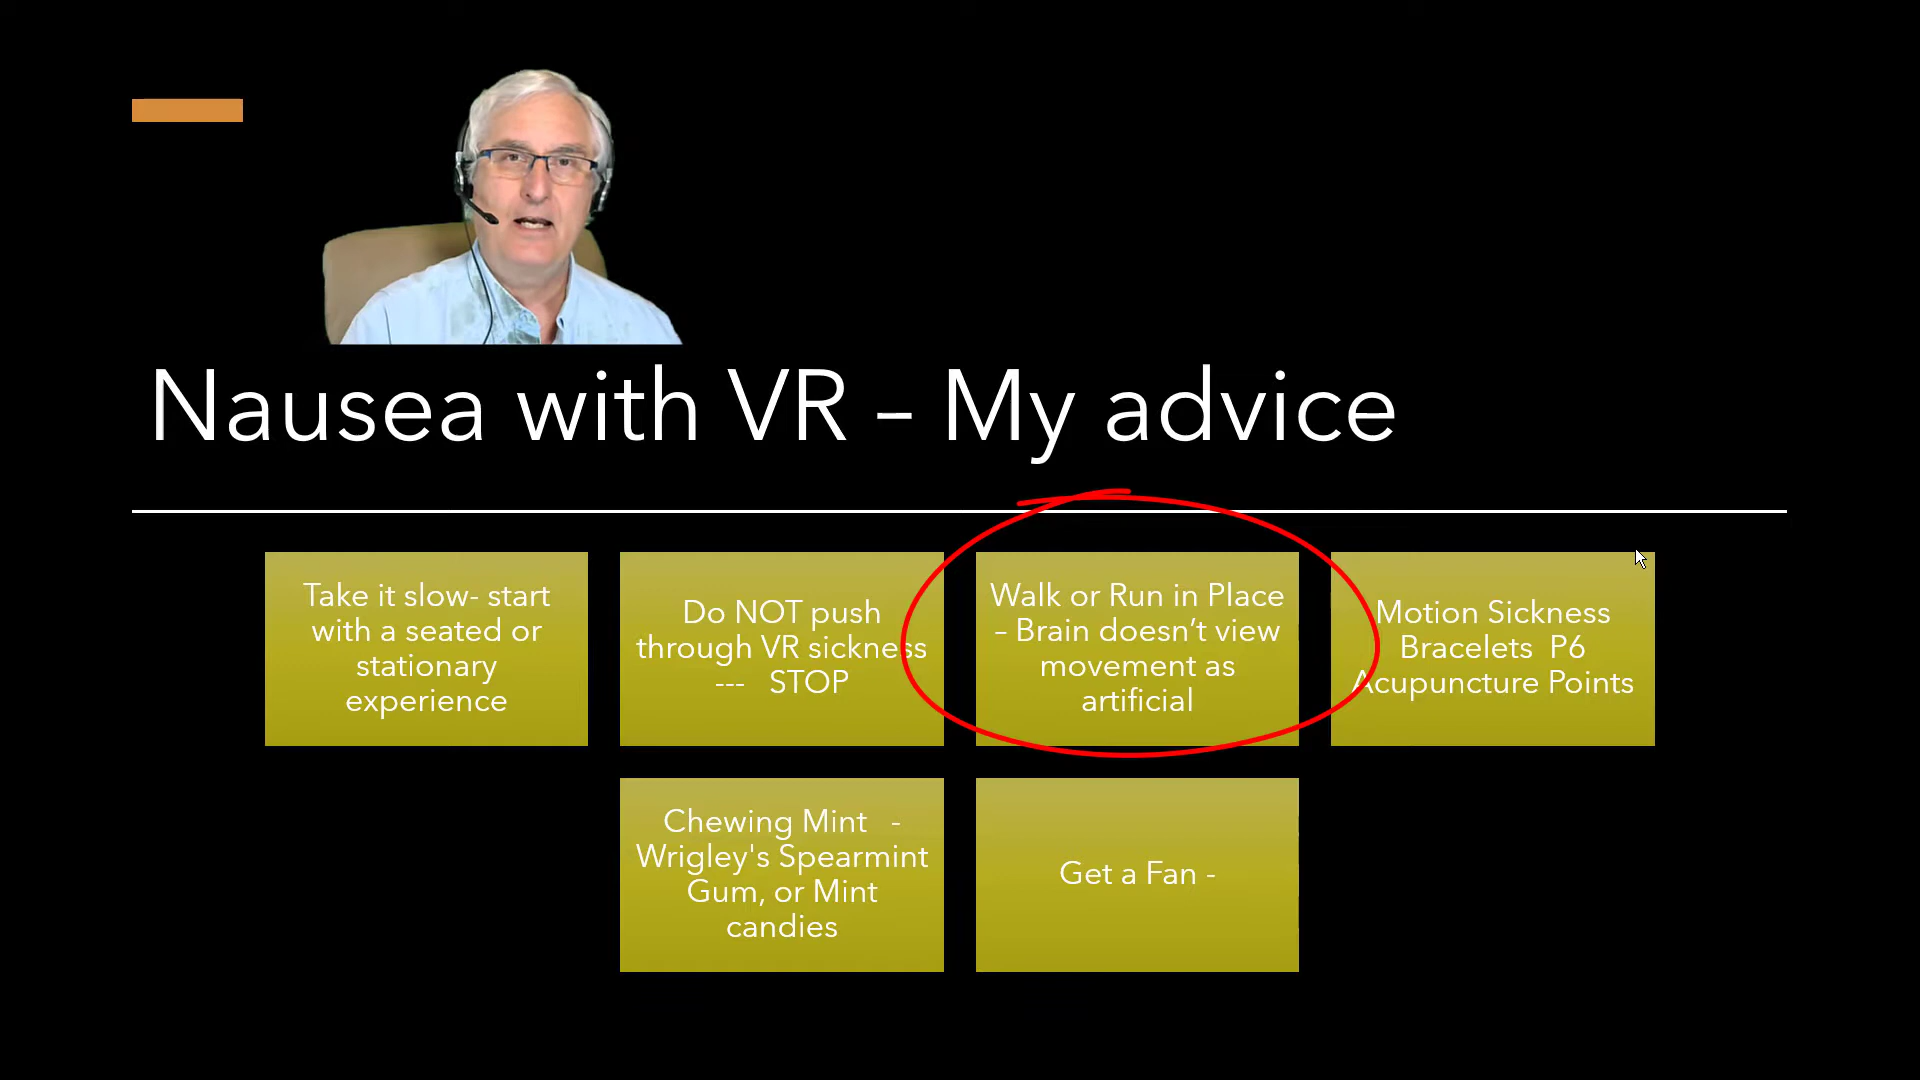 Nausea with VR – My advice
Take it slow- start
with a seated or
stationary
experience
Do NOT push
through VR sickness
--- STOP
Walk or Run in Place
– Brain doesn’t view
movement as
artificial
Motion Sickness
Bracelets  P6
Acupuncture Points
Chewing Mint  -
Wrigley's Spearmint
Gum, or Mint
candies
Get a Fan -